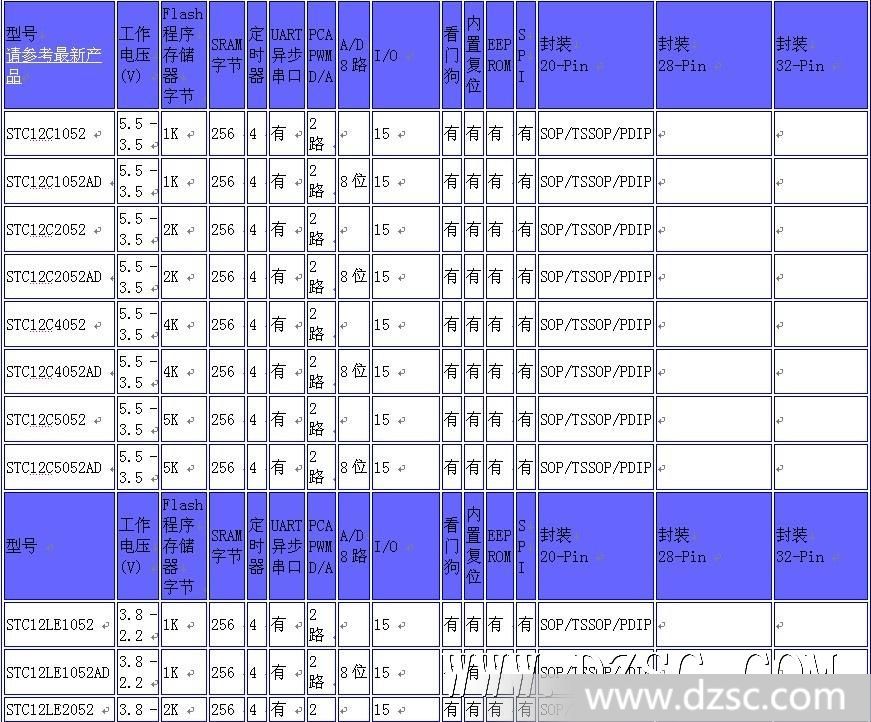 型号 工作电压(V) Flash程序存储器字节 SRAM字节 定时器 UART异步串口 PCA PWM D/A A/D 8路 I/O 看门狗 内置复位 EEPROM SPI 封装 20-Pin 封装 28-Pin 封装 32-Pin
请参考最新产品
STC12C1052 5.5-3.5 1K 256 4 有 2路 15 有 有 有 有 SOP/TSSOP/PDIP
STC12C1052AD 5.5-3.5 1K 256 4 有 2路 8位 15 有 有 有 有 SOP/TSSOP/PDIP
STC12C2052 5.5-3.5 2K 256 4 有 2路 15 有 有 有 有 SOP/TSSOP/PDIP
STC12C2052AD 5.5-3.5 2K 256 4 有 2路 8位 15 有 有 有 有 SOP/TSSOP/PDIP
STC12C4052 5.5-3.5 4K 256 4 有 2路 15 有 有 有 有 SOP/TSSOP/PDIP
STC12C4052AD 5.5-3.5 4K 256 4 有 2路 8位 15 有 有 有 有 SOP/TSSOP/PDIP
STC12C5052 5.5-3.5 5K 256 4 有 2路 15 有 有 有 有 SOP/TSSOP/PDIP
STC12C5052AD 5.5-3.5 5K 256 4 有 2路 8位 15 有 有 有 有 SOP/TSSOP/PDIP
型号 工作电压(V) Flash程序存储器字节 SRAM字节 定时器 UART异步串口 PCA PWM D/A A/D 8路 I/O 看门狗 内置复位 EEPROM SPI 封装 20-Pin 封装 28-Pin 封装 32-Pin
STC12LE1052 3.8-2.2 1K 256 4 有 2路 15 有 有 有 有 SOP/TSSOP/PDIP
STC12LE1052AD 3.8-2.2 1K 256 4 有 2路 8位 15 有 SOP/TSSOP/PDIP
WWW.DZSC.COM
STC12LE2052 3.8- 2K 256 4 有 2 15 有 有 有 有
www.dzsc.com